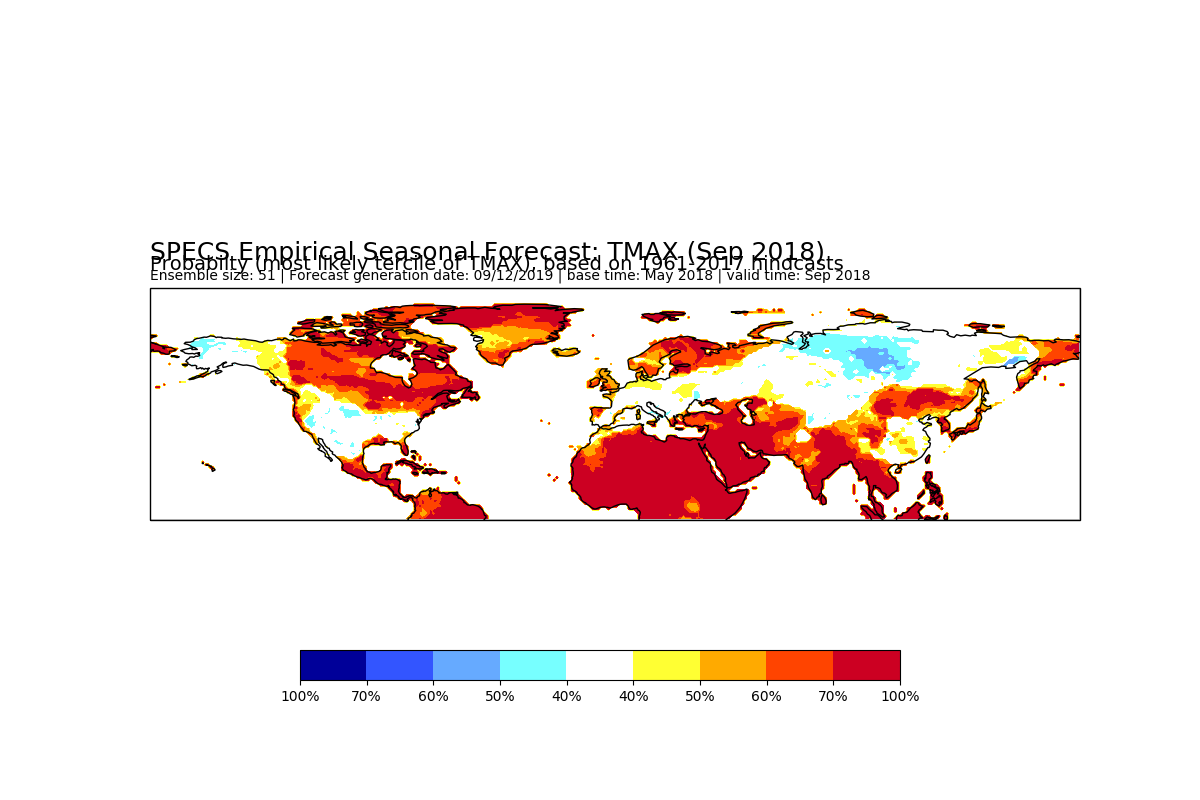 SPECS Empirical Seasonal Forecast: TMAX (Sep 2018)
Probabilty (most likely tercile of TMAX), based on 1961-2017 hindcasts
Ensemble size: 51 | Forecast generation date: 09/12/2019 | base time: May 2018 | valid time: Sep 2018
100% 70% 60% 50% 40% 40% 50% 60% 70% 100%